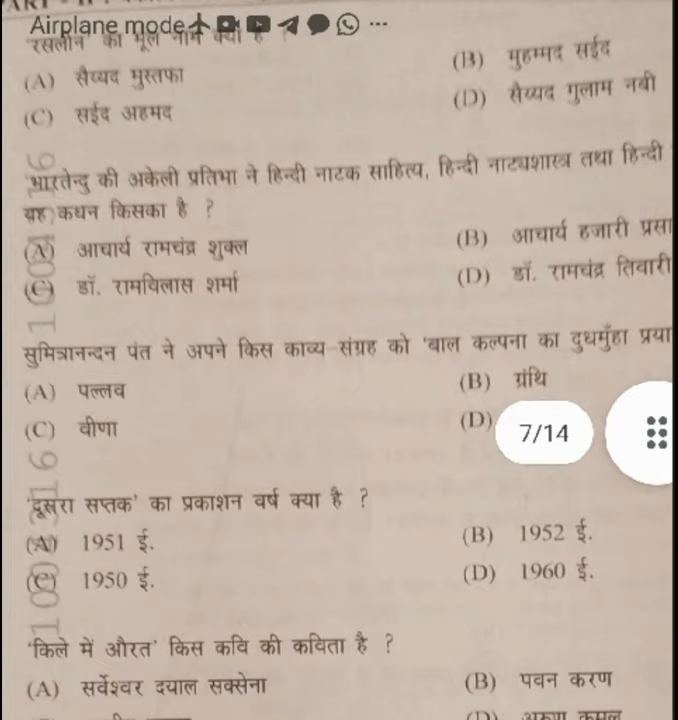 Airplane mode ...
'रसलीन' का मूल नाम क्या है
(A) सैय्यद मुस्तफा (B) मुहम्मद सईद
(C) सईद अहमद (D) सैय्यद गुलाम नबी
भारतेन्दु की अकेली प्रतिभा ने हिन्दी नाटक साहित्य, हिन्दी नाट्यशास्त्र तथा हिन्दी
यह कथन किसका है ?
(A) आचार्य रामचंद्र शुक्ल (B) आचार्य हजारी प्रसा
(C) डॉ. रामविलास शर्मा (D) डॉ. रामचंद्र तिवारी
सुमित्रानन्दन पंत ने अपने किस काव्य-संग्रह को 'बाल कल्पना का दुधमुँहा प्रया
(A) पल्लव (B) ग्रंथि
(C) वीणा (D)
7/14
'दूसरा सप्तक' का प्रकाशन वर्ष क्या है ?
(A) 1951 ई. (B) 1952 ई.
(C) 1950 ई. (D) 1960 ई.
'किले में औरत' किस कवि की कविता है ?
(A) सर्वेश्वर दयाल सक्सेना (B) पवन करण
(D) अरुण कमल